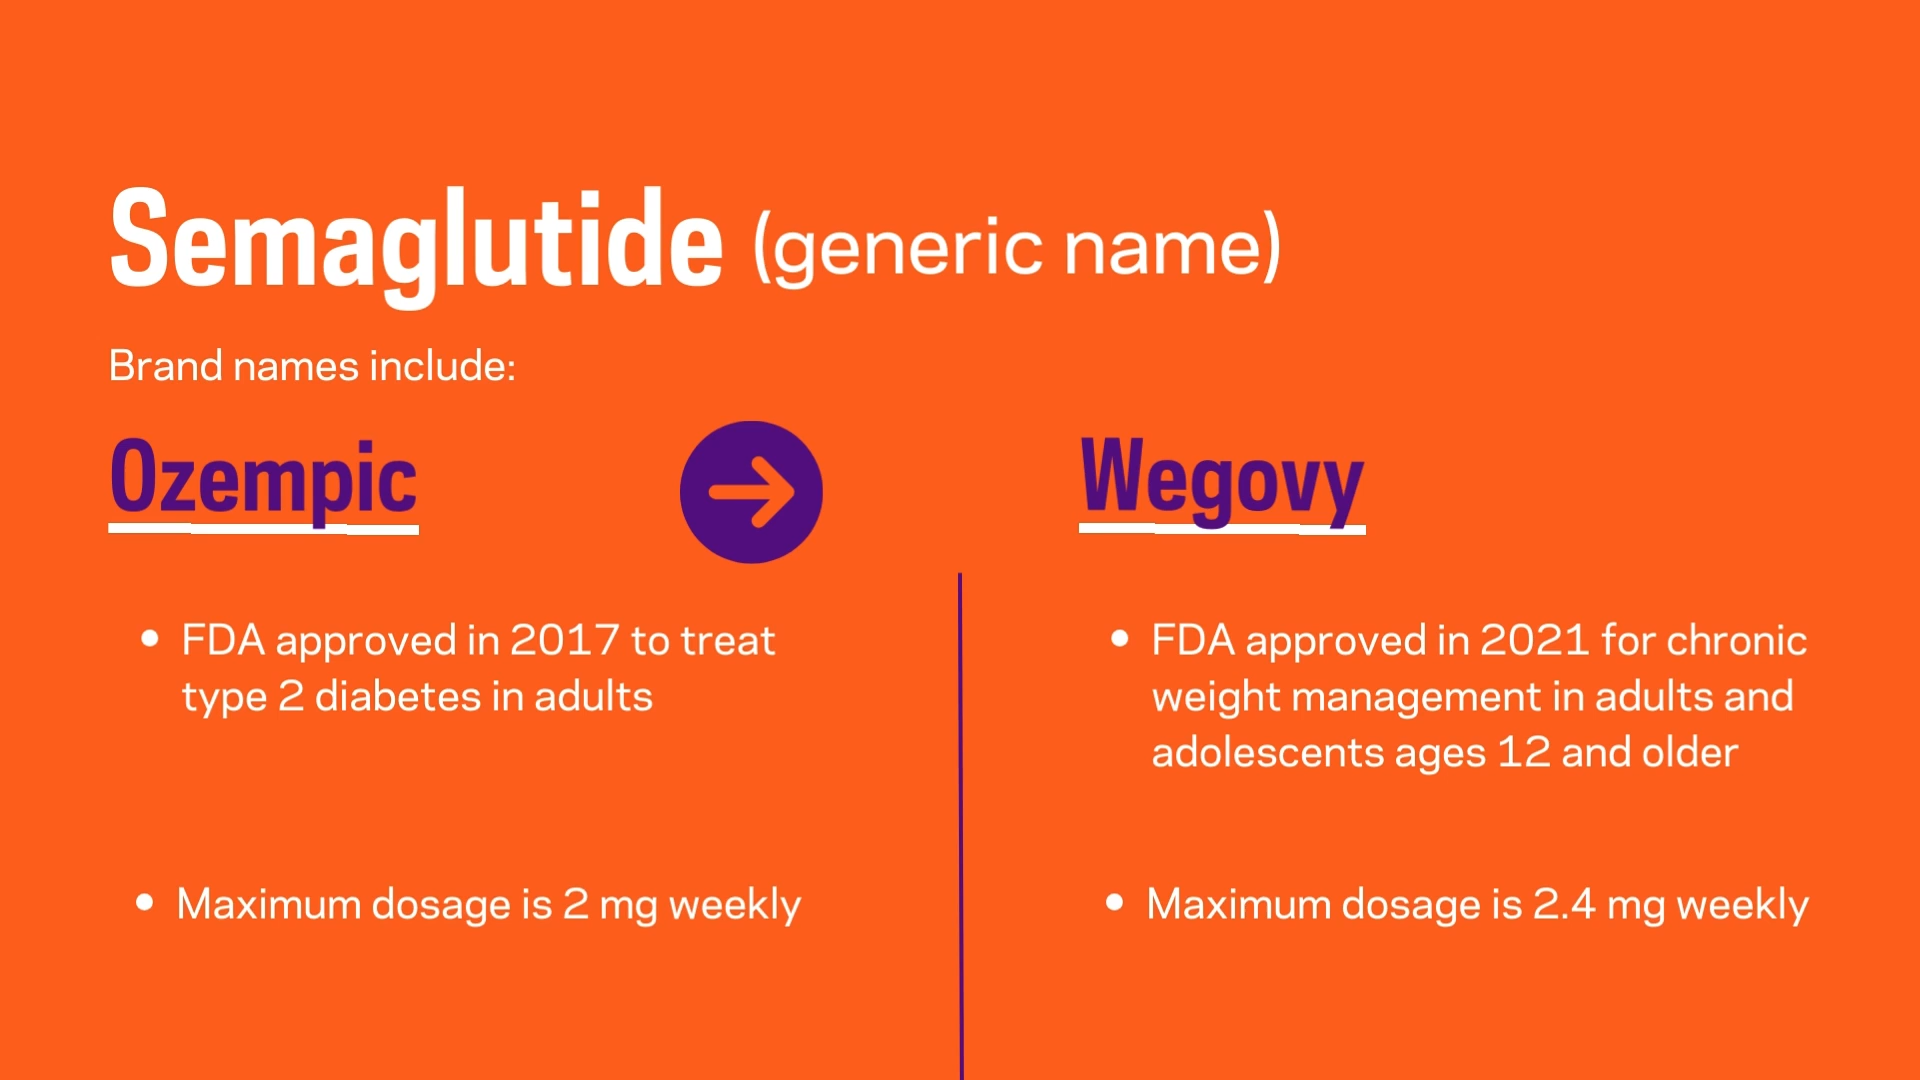 Semaglutide (generic name)
Brand names include:
Ozempic
• FDA approved in 2017 to treat
type 2 diabetes in adults
• Maximum dosage is 2 mg weekly
Wegovy
• FDA approved in 2021 for chronic
weight management in adults and
adolescents ages 12 and older
• Maximum dosage is 2.4 mg weekly